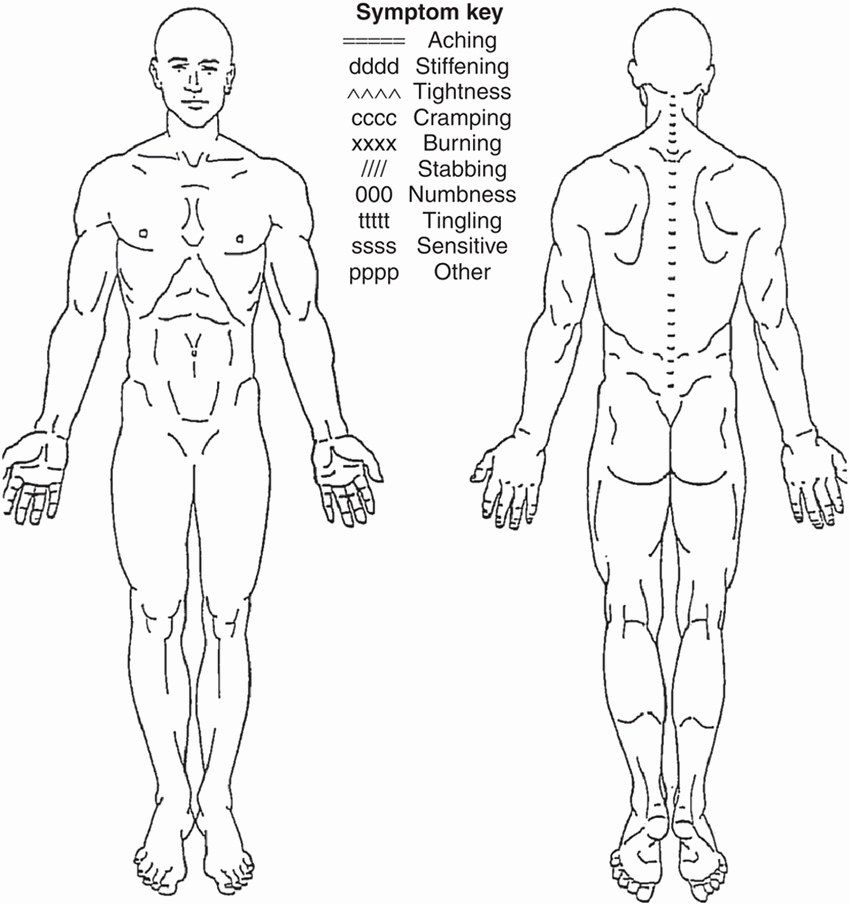 Symptom key
===== Aching
dddd Stiffening
^^^^ Tightness
cccc Cramping
xxxx Burning
//// Stabbing
000 Numbness
ttttt Tingling
ssss Sensitive
pppp Other